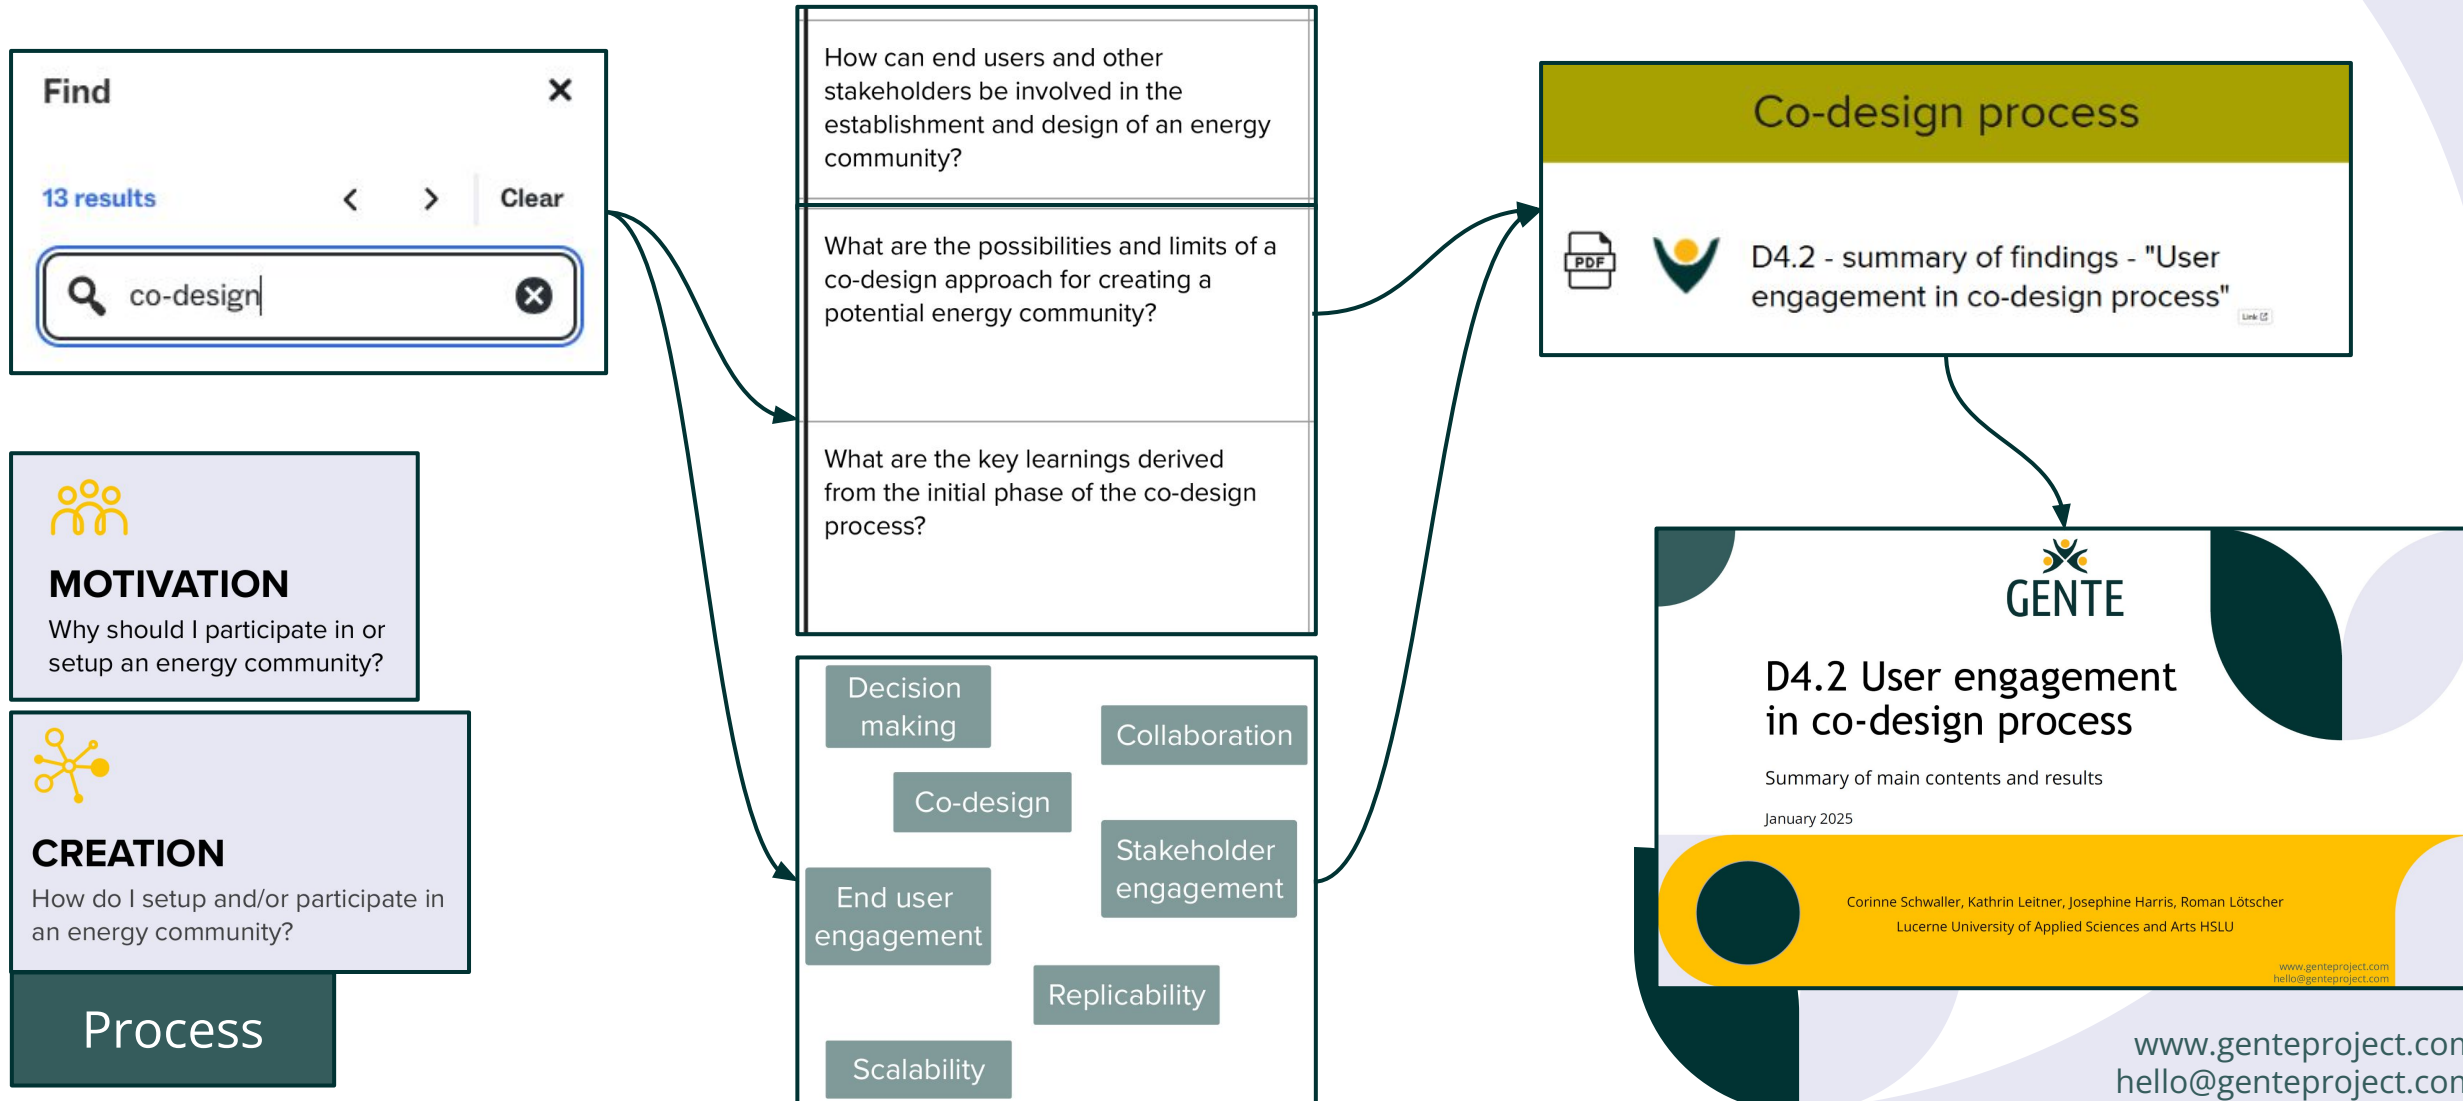 Find
13 results
Clear
co-design
MOTIVATION
Why should I participate in or
setup an energy community?
CREATION
How do I setup and/or participate in
an energy community?
Process
How can end users and other
stakeholders be involved in the
establishment and design of an energy
community?
What are the possibilities and limits of a
co-design approach for creating a
potential energy community?
What are the key learnings derived
from the initial phase of the co-design
process?
Decision
making
Collaboration
Co-design
Stakeholder
engagement
End user
engagement
Replicability
Scalability
Co-design process
PDF
D4.2 - summary of findings - "User
engagement in co-design process"
Link
GENTE
D4.2 User engagement
in co-design process
Summary of main contents and results
January 2025
Corinne Schwaller, Kathrin Leitner, Josephine Harris, Roman Lötscher
Lucerne University of Applied Sciences and Arts HSLU
www.genteproject.com
hello@genteproject.com
www.genteproject.com
hello@genteproject.com